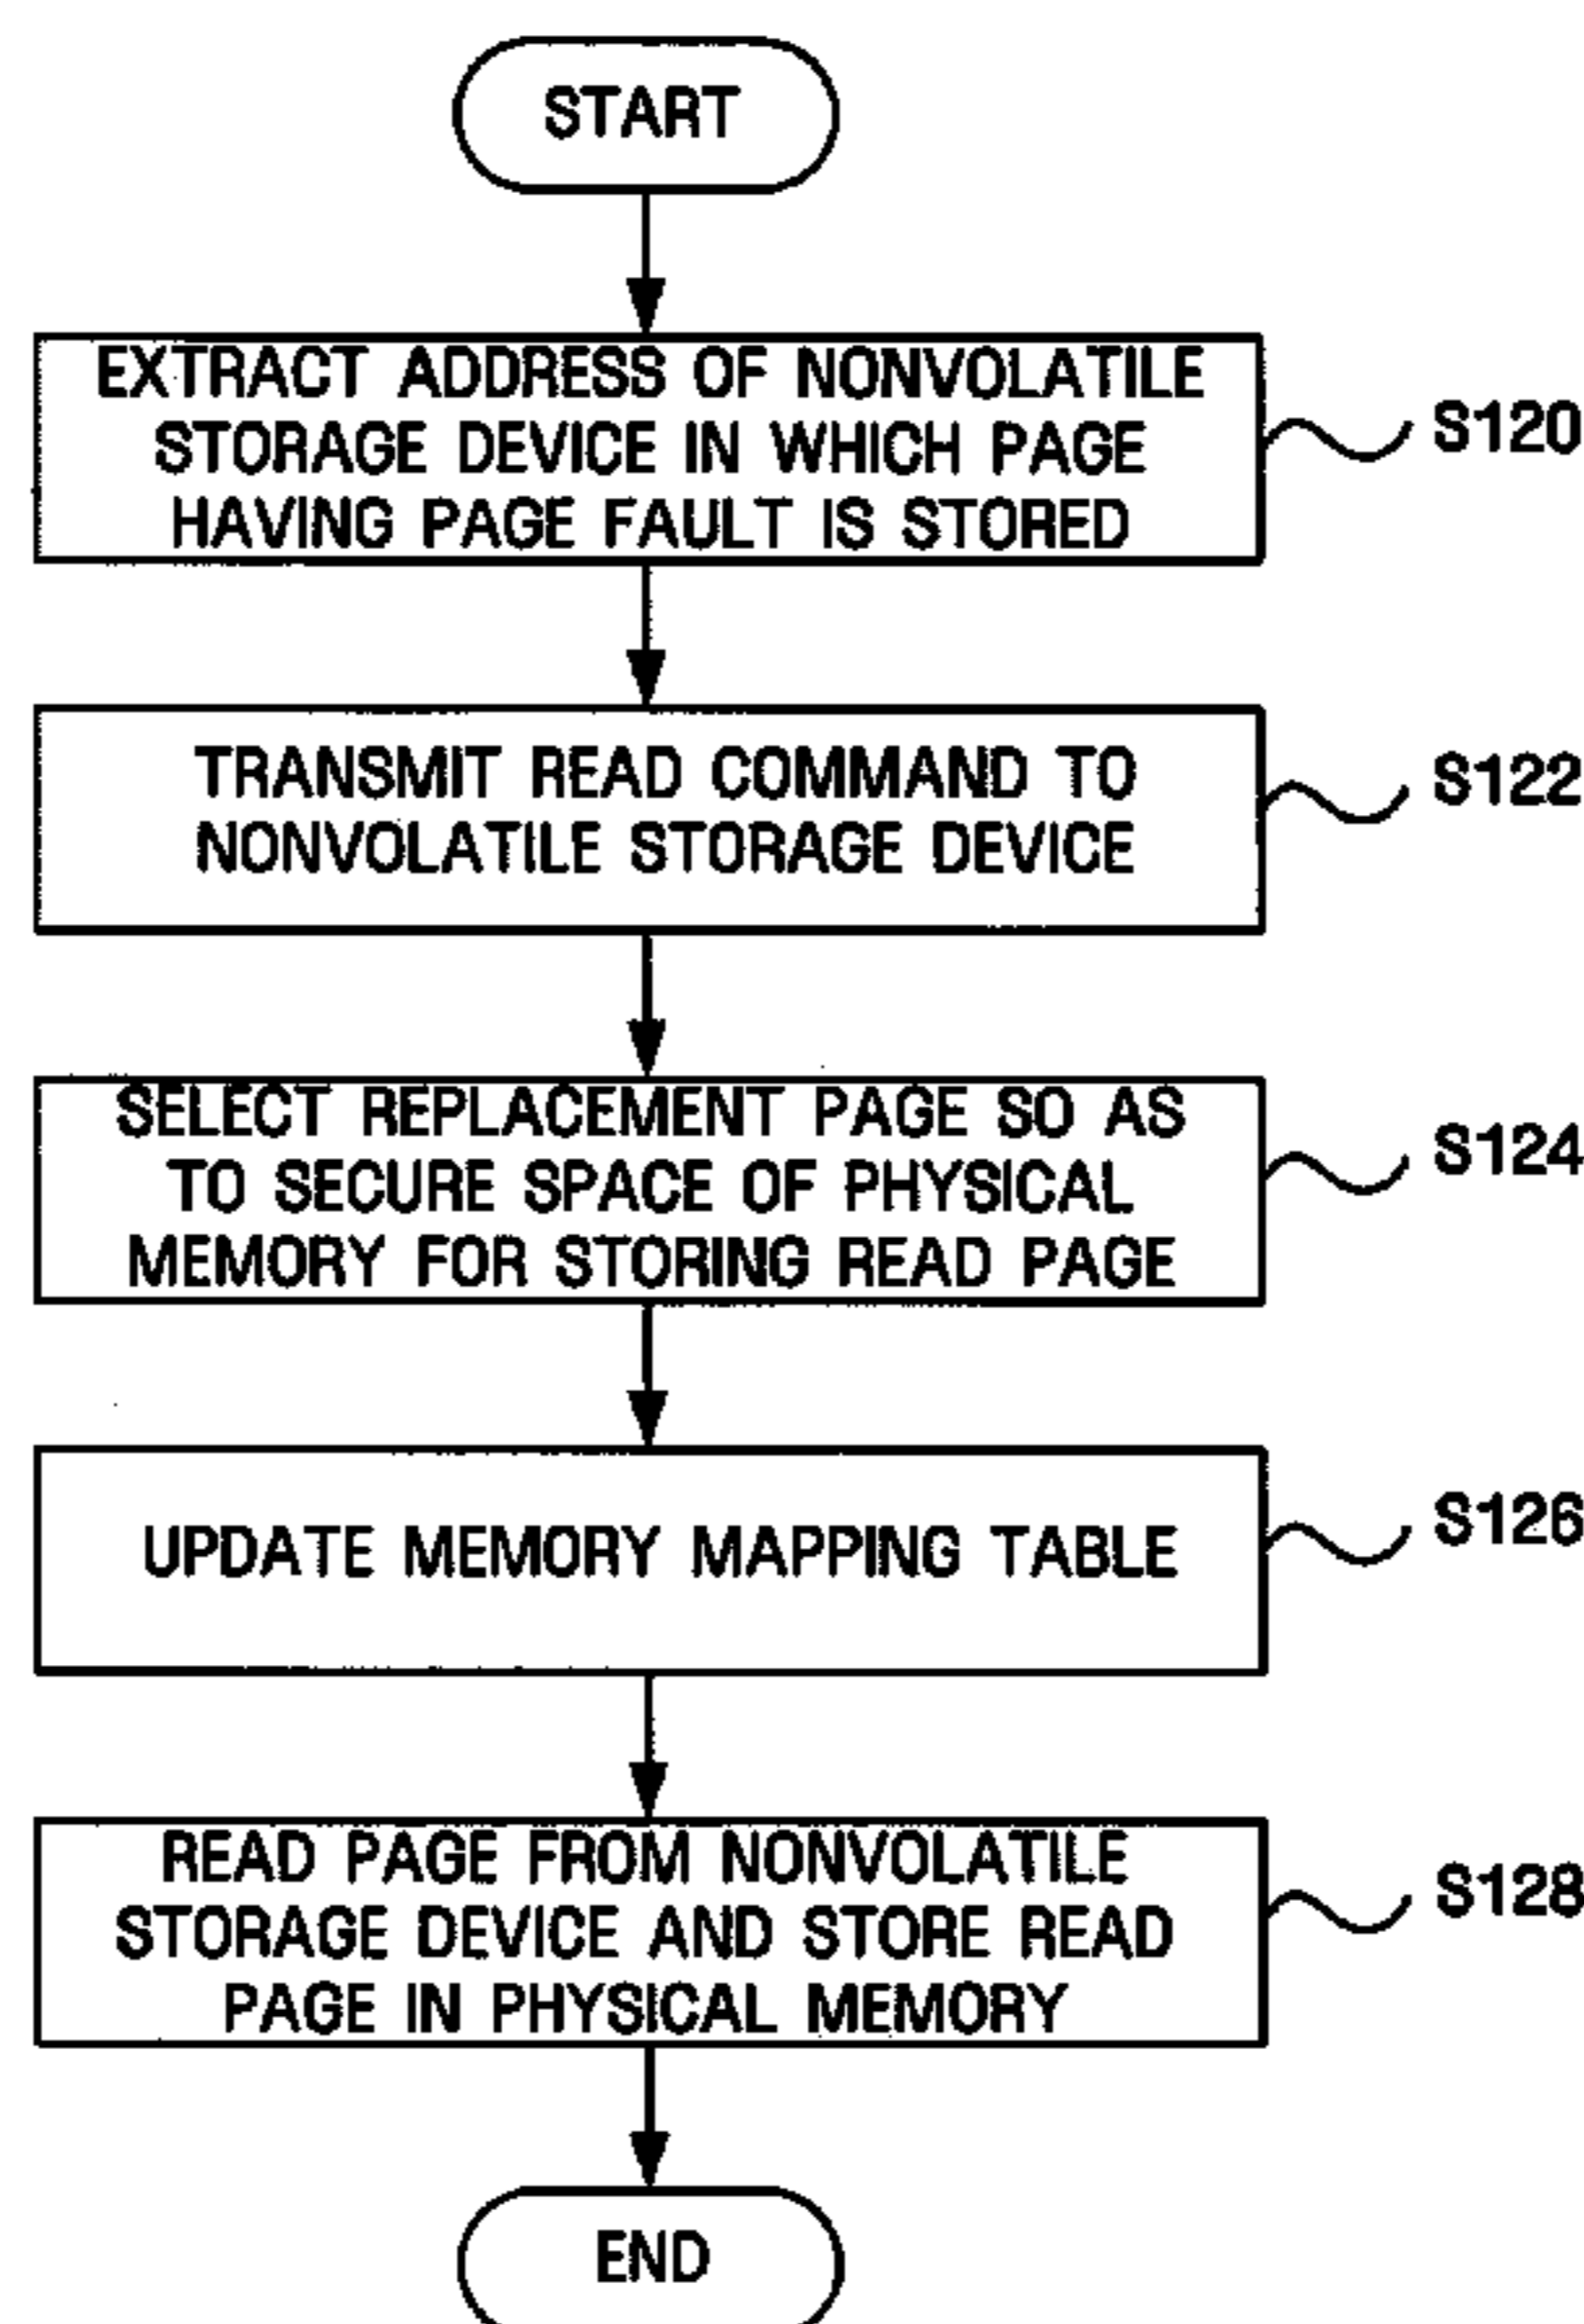 START
EXTRACT ADDRESS OF NONVOLATILE
STORAGE DEVICE IN WHICH PAGE
HAVING PAGE FAULT IS STORED
S120
TRANSMIT READ COMMAND TO
NONVOLATILE STORAGE DEVICE
S122
SELECT REPLACEMENT PAGE SO AS
TO SECURE SPACE OF PHYSICAL
MEMORY FOR STORING READ PAGE
S124
UPDATE MEMORY MAPPING TABLE
S126
READ PAGE FROM NONVOLATILE
STORAGE DEVICE AND STORE READ
PAGE IN PHYSICAL MEMORY
S128
END